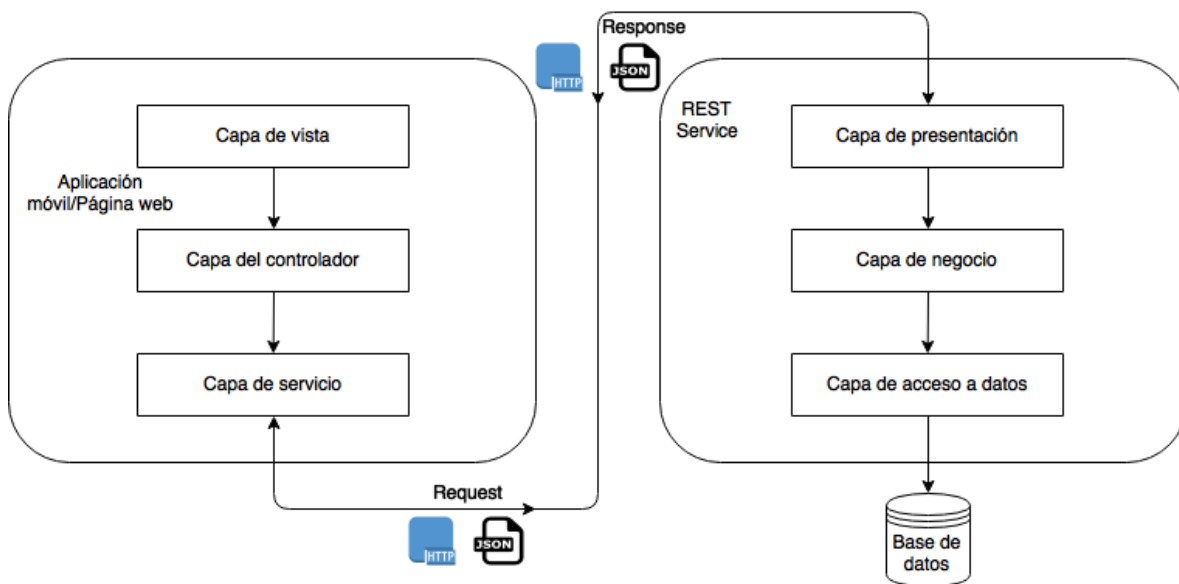 Response
HTTP
JSON
REST
Service
Capa de vista
Capa de presentación
Aplicación
móvil/Página web
Capa del controlador
Capa de negocio
Capa de servicio
Capa de acceso a datos
Request
HTTP
JSON
Base de
datos